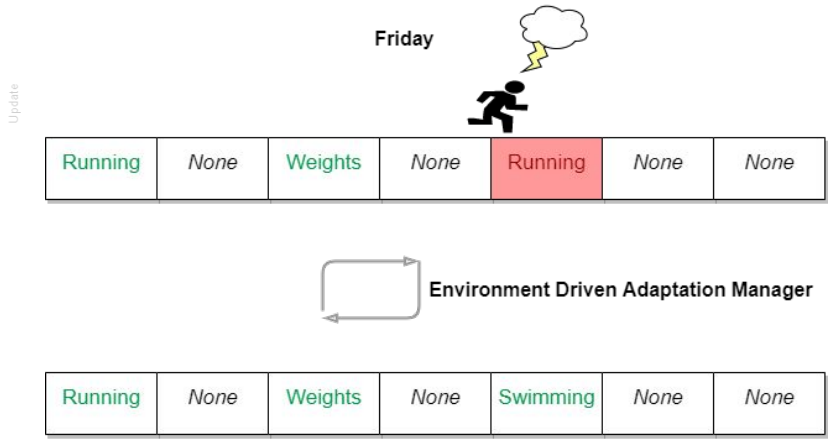 Friday
Update
Running None Weights None Running None None
Environment Driven Adaptation Manager
Running None Weights None Swimming None None